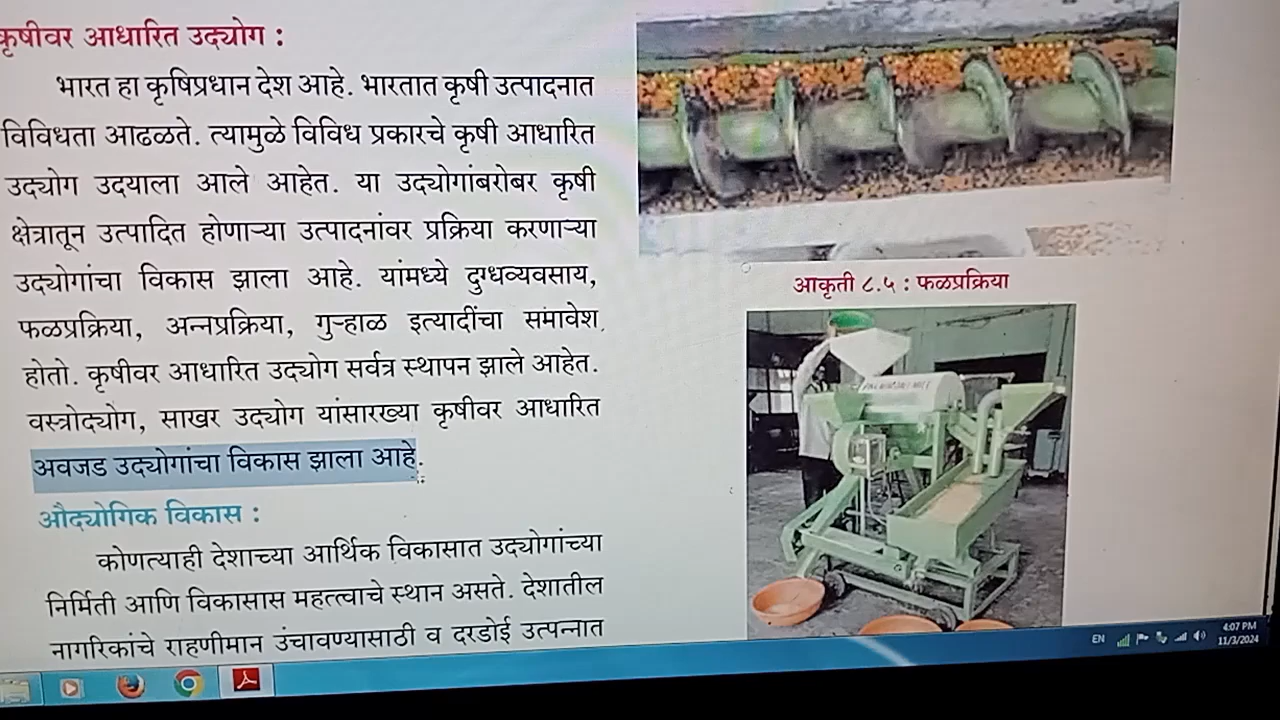 कृषीवर आधारित उद्योग :
भारत हा कृषिप्रधान देश आहे. भारतात कृषी उत्पादनात
विविधता आढळते. त्यामुळे विविध प्रकारचे कृषी आधारित
उद्योग उदयाला आले आहेत. या उद्योगांबरोबर कृषी
क्षेत्रातून उत्पादित होणाऱ्या उत्पादनांवर प्रक्रिया करणाऱ्या
उद्योगांचा विकास झाला आहे. यांमध्ये दुग्धव्यवसाय,
फळप्रक्रिया, अन्नप्रक्रिया, गुऱ्हाळ इत्यादींचा समावेश
होतो. कृषीवर आधारित उद्योग सर्वत्र स्थापन झाले आहेत.
वस्त्रोद्योग, साखर उद्योग यांसारख्या कृषीवर आधारित
अवजड उद्योगांचा विकास झाला आहे.
औद्योगिक विकास :
कोणत्याही देशाच्या आर्थिक विकासात उद्योगांच्या
निर्मिती आणि विकासास महत्त्वाचे स्थान असते. देशातील
नागरिकांचे राहणीमान उंचावण्यासाठी व दरडोई उत्पन्नात
आकृती ८.५ : फळप्रक्रिया
EN
4:07 PM
11/3/2024